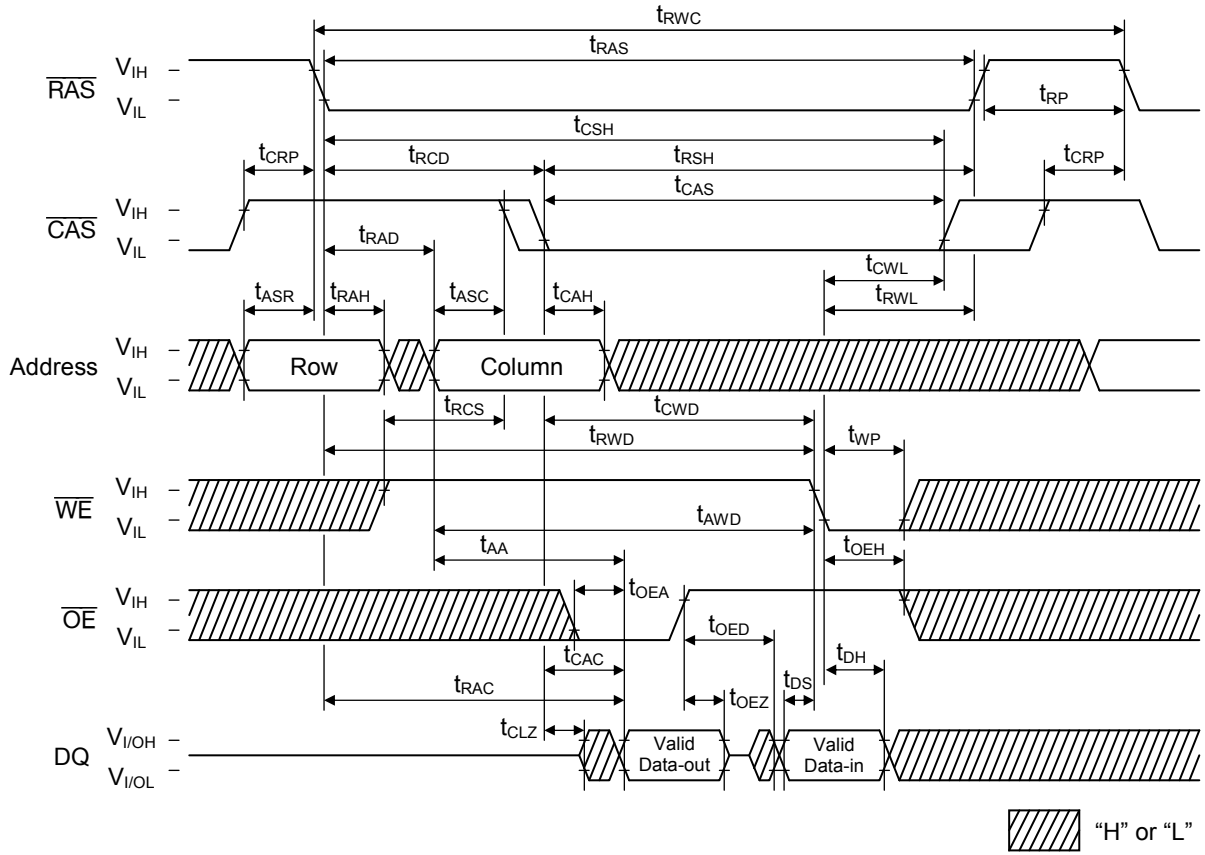 tRWC
tRAS
RAS
VIH
VIL
tRP
tCSH
tCRP
tRCD
tRSH
tCRP
tCAS
CAS
VIH
VIL
tRAD
tCWL
tASR
tRAH
tASC
tCAH
tRWL
Address
VIH
VIL
Row
Column
tRCS
tCWD
tRWD
tWP
WE
VIH
VIL
tAWD
tAA
tOEH
OE
VIH
VIL
tOEA
tOED
tCAC
tDH
tRAC
tOEZ
tDS
tCLZ
DQ
VI/OH
VI/OL
Valid
Data-out
Valid
Data-in
“H” or “L”